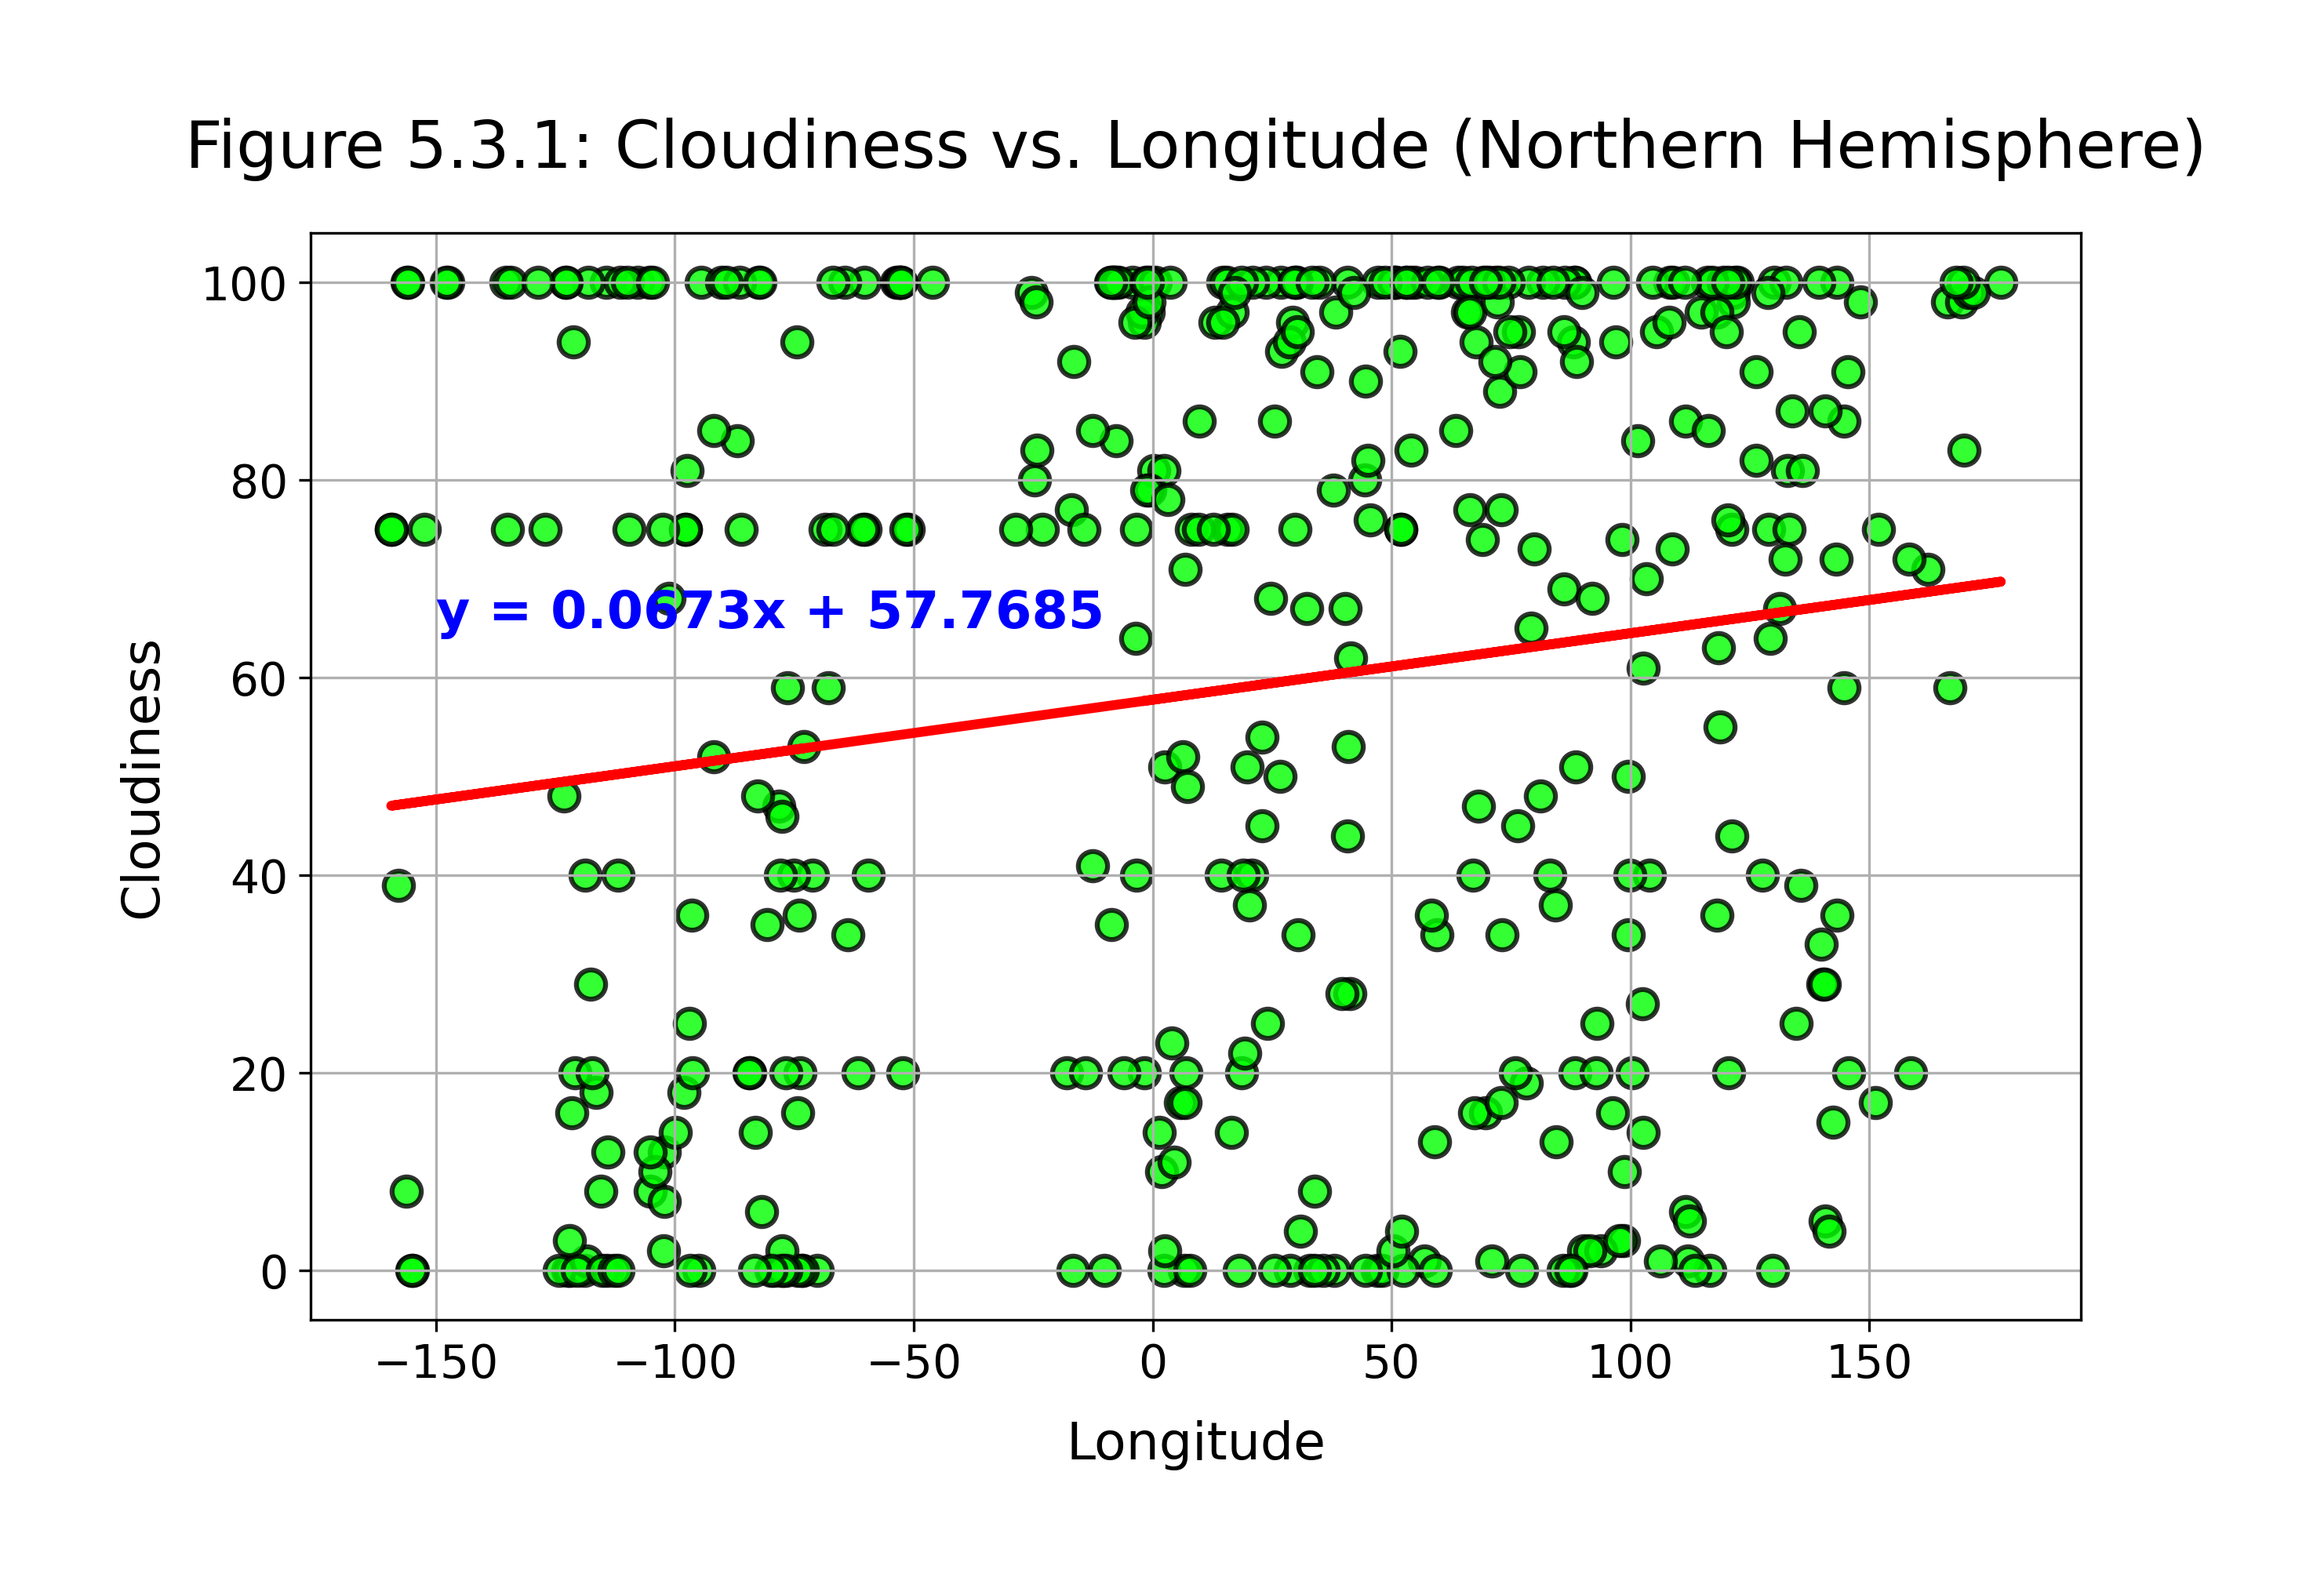 Figure 5.3.1: Cloudiness vs. Longitude (Northern Hemisphere)
100
80
y = 0.0673x + 57.7685
60
40
20
0
Cloudiness
−150 −100 −50 0 50 100 150
Longitude